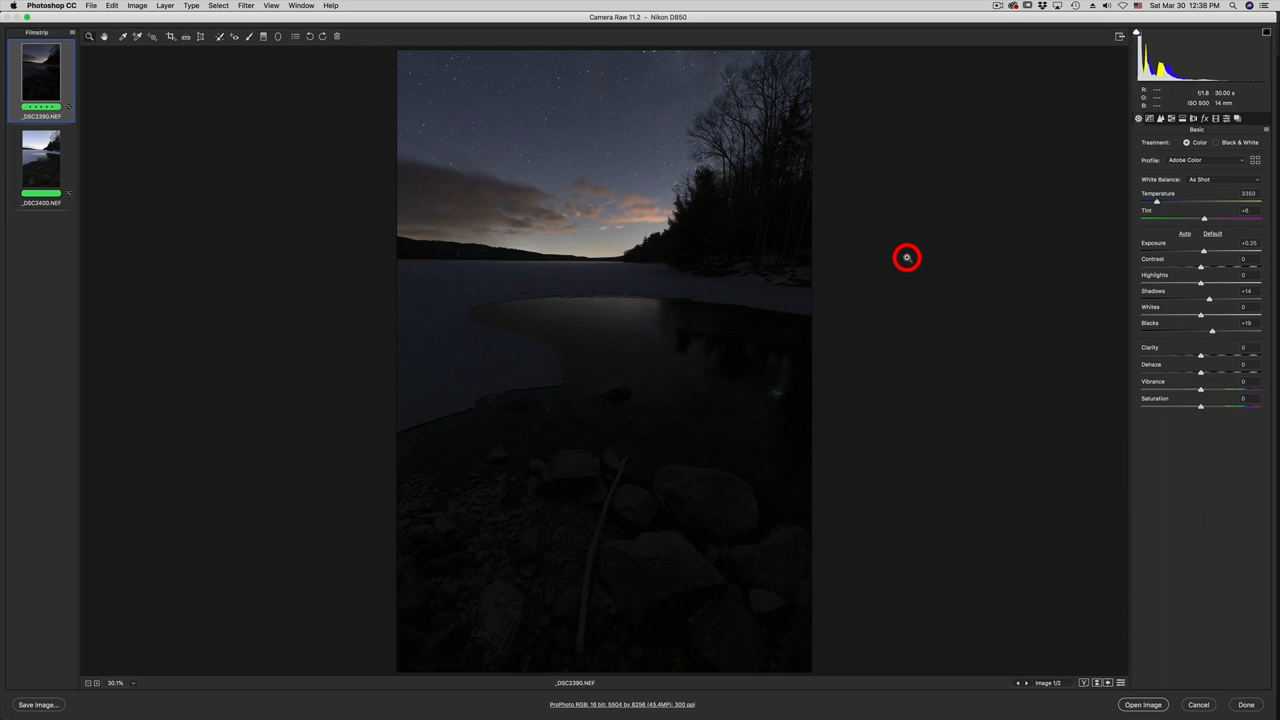 Photoshop CC File Edit Image Layer Type Select Filter View Window Help Sat Mar 30 12:38 PM
Camera Raw 11.2 - Nikon D850
Filmstrip
_DSC2390.NEF
_DSC2400.NEF
R: ---
G: ---
B: ---
f/1.8 30.00 s
ISO 500 14 mm
Basic
Treatment: Color Black & White
Profile: Adobe Color
White Balance: As Shot
Temperature 3350
Tint +6
Auto Default
Exposure +0.25
Contrast 0
Highlights 0
Shadows +14
Whites 0
Blacks +19
Clarity 0
Dehaze 0
Vibrance 0
Saturation 0
30.1% _DSC2390.NEF Image 1/2
Save Image... ProPhoto RGB; 16 bit; 5504 by 8256 (45.4MP); 300 ppi Open Image Cancel Done